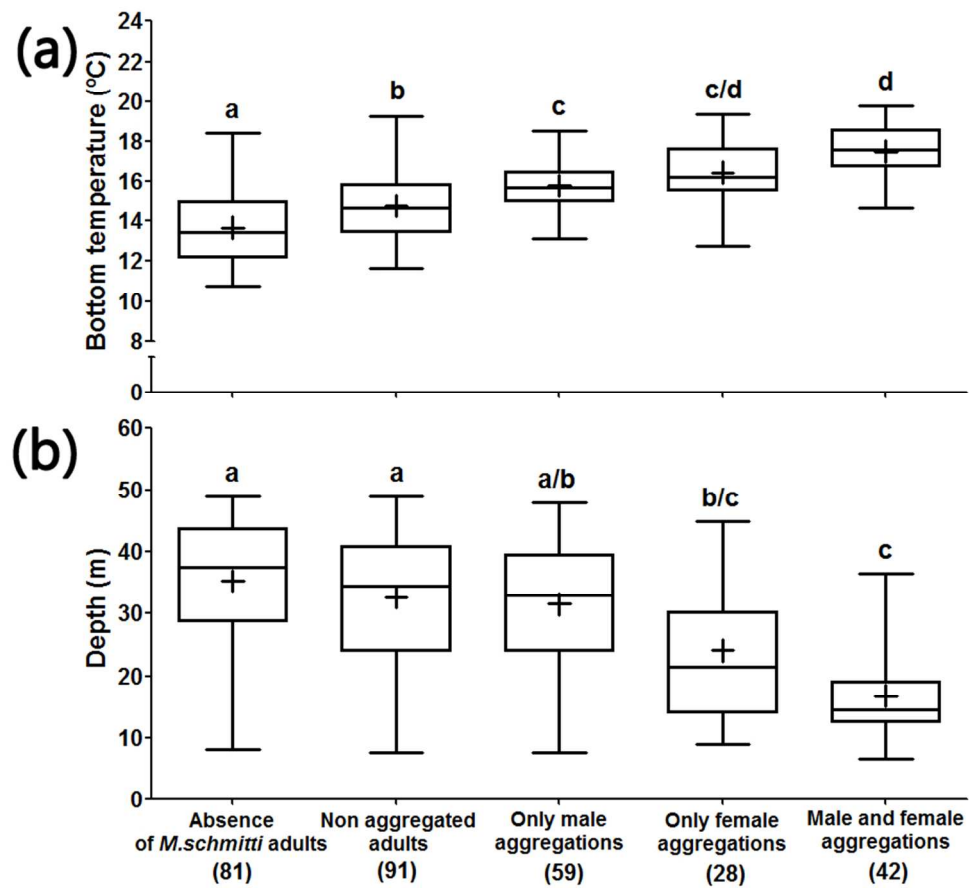 (a)
Bottom temperature (ºC)
24
22
20
18
16
14
12
10
8
0
a
b
c
c/d
d
(b)
Depth (m)
60
50
40
30
20
10
0
a
a
a/b
b/c
c
Absence
of M.schmitti adults
(81)
Non aggregated
adults
(91)
Only male
aggregations
(59)
Only female
aggregations
(28)
Male and female
aggregations
(42)